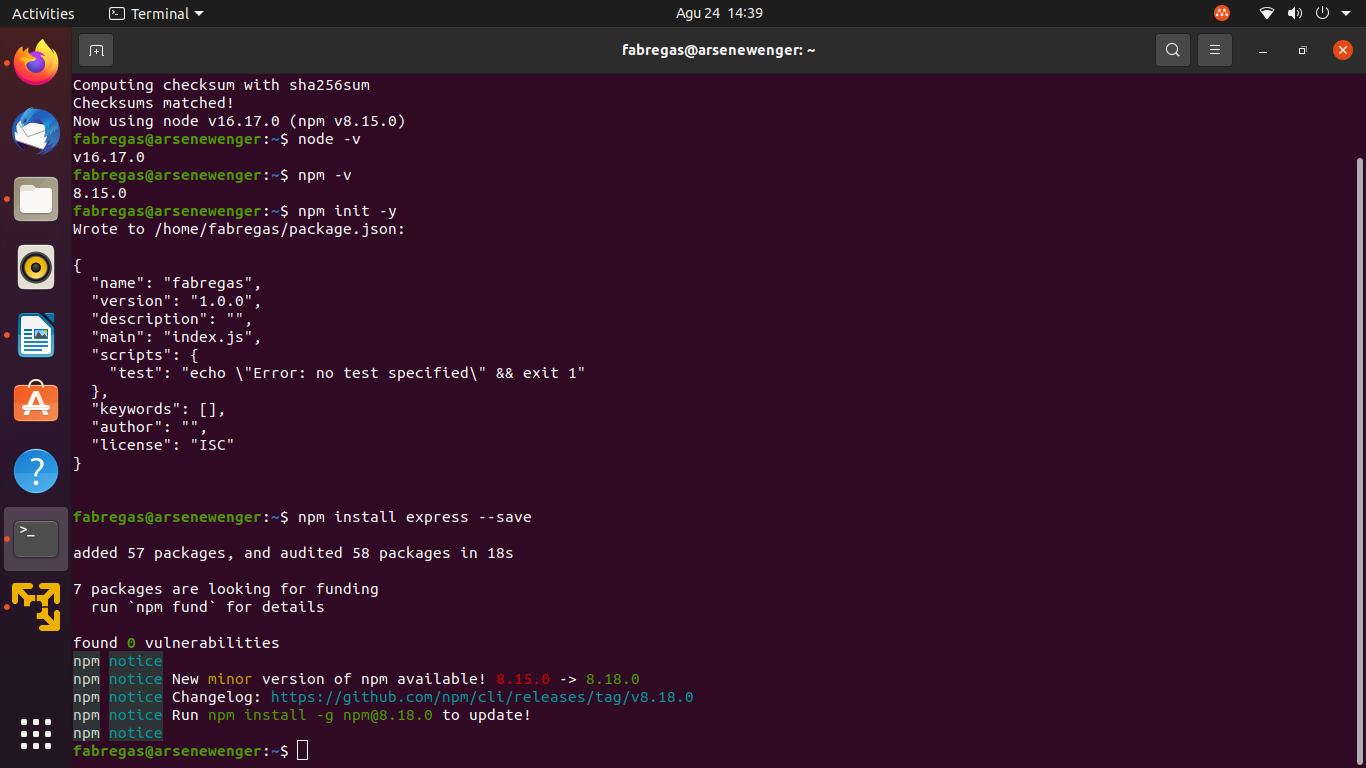 Activities
Terminal
Agu 24 14:39
fabregas@arsenewenger: ~
Computing checksum with sha256sum
Checksums matched!
Now using node v16.17.0 (npm v8.15.0)
fabregas@arsenewenger:~$ node -v
v16.17.0
fabregas@arsenewenger:~$ npm -v
8.15.0
fabregas@arsenewenger:~$ npm init -y
Wrote to /home/fabregas/package.json:
{
  "name": "fabregas",
  "version": "1.0.0",
  "description": "",
  "main": "index.js",
  "scripts": {
    "test": "echo \"Error: no test specified\" && exit 1"
  },
  "keywords": [],
  "author": "",
  "license": "ISC"
}
fabregas@arsenewenger:~$ npm install express --save
added 57 packages, and audited 58 packages in 18s
7 packages are looking for funding
  run `npm fund` for details
found 0 vulnerabilities
npm notice
npm notice New minor version of npm available! 8.15.0 -> 8.18.0
npm notice Changelog: https://github.com/npm/cli/releases/tag/v8.18.0
npm notice Run npm install -g npm@8.18.0 to update!
npm notice
fabregas@arsenewenger:~$